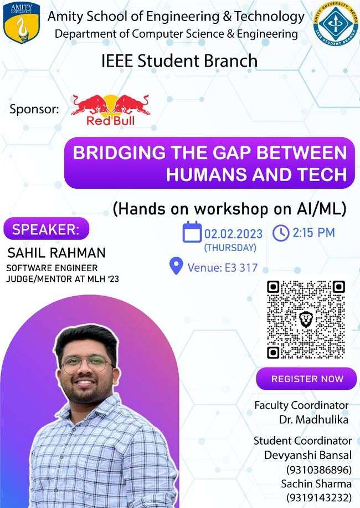 AMITY
Amity School of Engineering & Technology
Department of Computer Science & Engineering
IEEE Student Branch
Sponsor:
Red Bull
BRIDGING THE GAP BETWEEN
HUMANS AND TECH
(Hands on workshop on AI/ML)
SPEAKER:
02.02.2023
(THURSDAY)
2:15 PM
SAHIL RAHMAN
SOFTWARE ENGINEER
JUDGE/MENTOR AT MLH '23
Venue: E3 317
REGISTER NOW
Faculty Coordinator
Dr. Madhulika
Student Coordinator
Devyanshi Bansal
(9310386896)
Sachin Sharma
(9319143232)